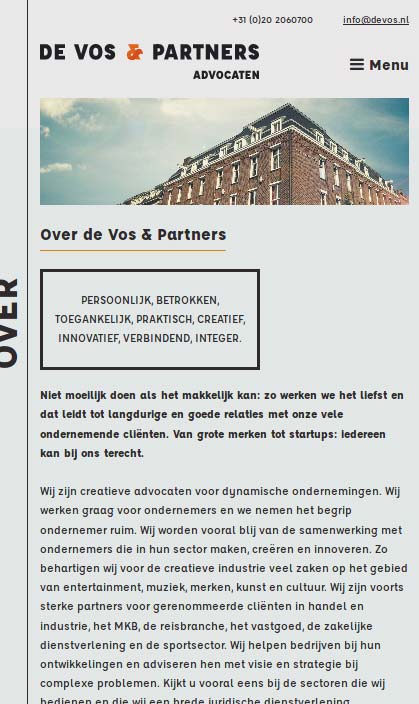 +31 (0)20 2060700 info@devos.nl
DE VOS & PARTNERS
ADVOCATEN
Menu
Over de Vos & Partners
OVER
PERSOONLIJK, BETROKKEN,
TOEGANKELIJK, PRAKTISCH, CREATIEF,
INNOVATIEF, VERBINDEND, INTEGER.
Niet moeilijk doen als het makkelijk kan: zo werken we het liefst en
dat leidt tot langdurige en goede relaties met onze vele
ondernemende cliënten. Van grote merken tot startups: iedereen
kan bij ons terecht.
Wij zijn creatieve advocaten voor dynamische ondernemingen. Wij
werken graag voor ondernemers en we nemen het begrip
ondernemer ruim. Wij worden vooral blij van de samenwerking met
ondernemers die in hun sector maken, creëren en innoveren. Zo
behartigen wij voor de creatieve industrie veel zaken op het gebied
van entertainment, muziek, merken, kunst en cultuur. Wij zijn voorts
sterke partners voor gerenommeerde cliënten in handel en
industrie, het MKB, de reisbranche, het vastgoed, de zakelijke
dienstverlening en de sportsector. Wij helpen bedrijven bij hun
ontwikkelingen en adviseren hen met visie en strategie bij
complexe problemen. Kijkt u vooral eens bij de sectoren die wij
bedienen en die wij een brede juridische dienstverlening